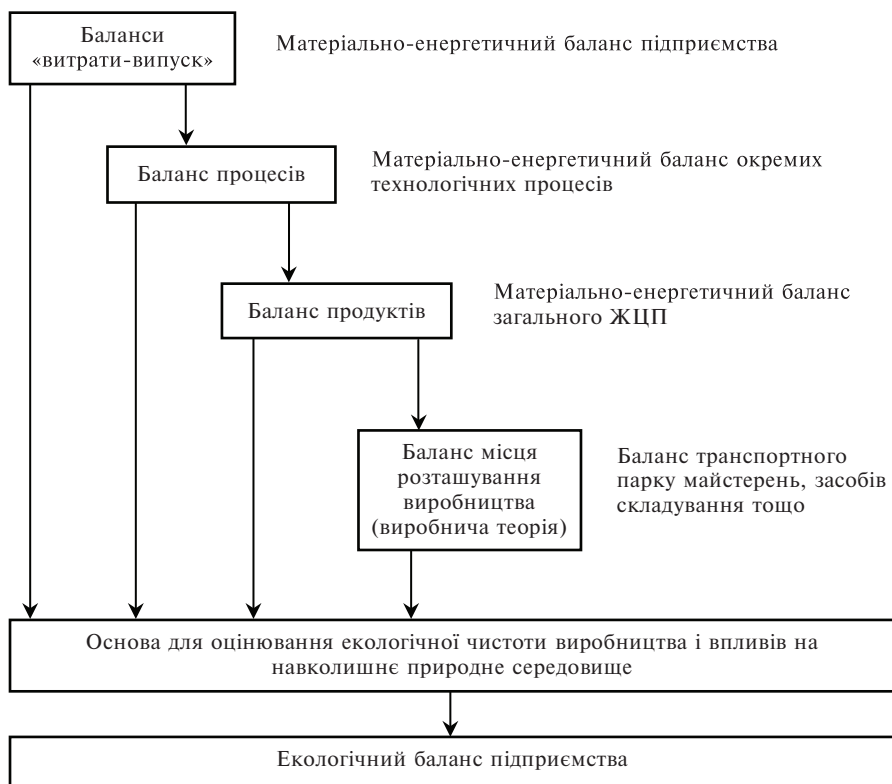 Баланси
«витрати-випуск»
Матеріально-енергетичний баланс підприємства
Баланс процесів
Матеріально-енергетичний баланс окремих
технологічних процесів
Баланс продуктів
Матеріально-енергетичний баланс
загального ЖЦП
Баланс місця
розташування
виробництва
(виробнича теорія)
Баланс транспортного
парку майстерень, засобів
складування тощо
Основа для оцінювання екологічної чистоти виробництва і впливів на
навколишнє природне середовище
Екологічний баланс підприємства